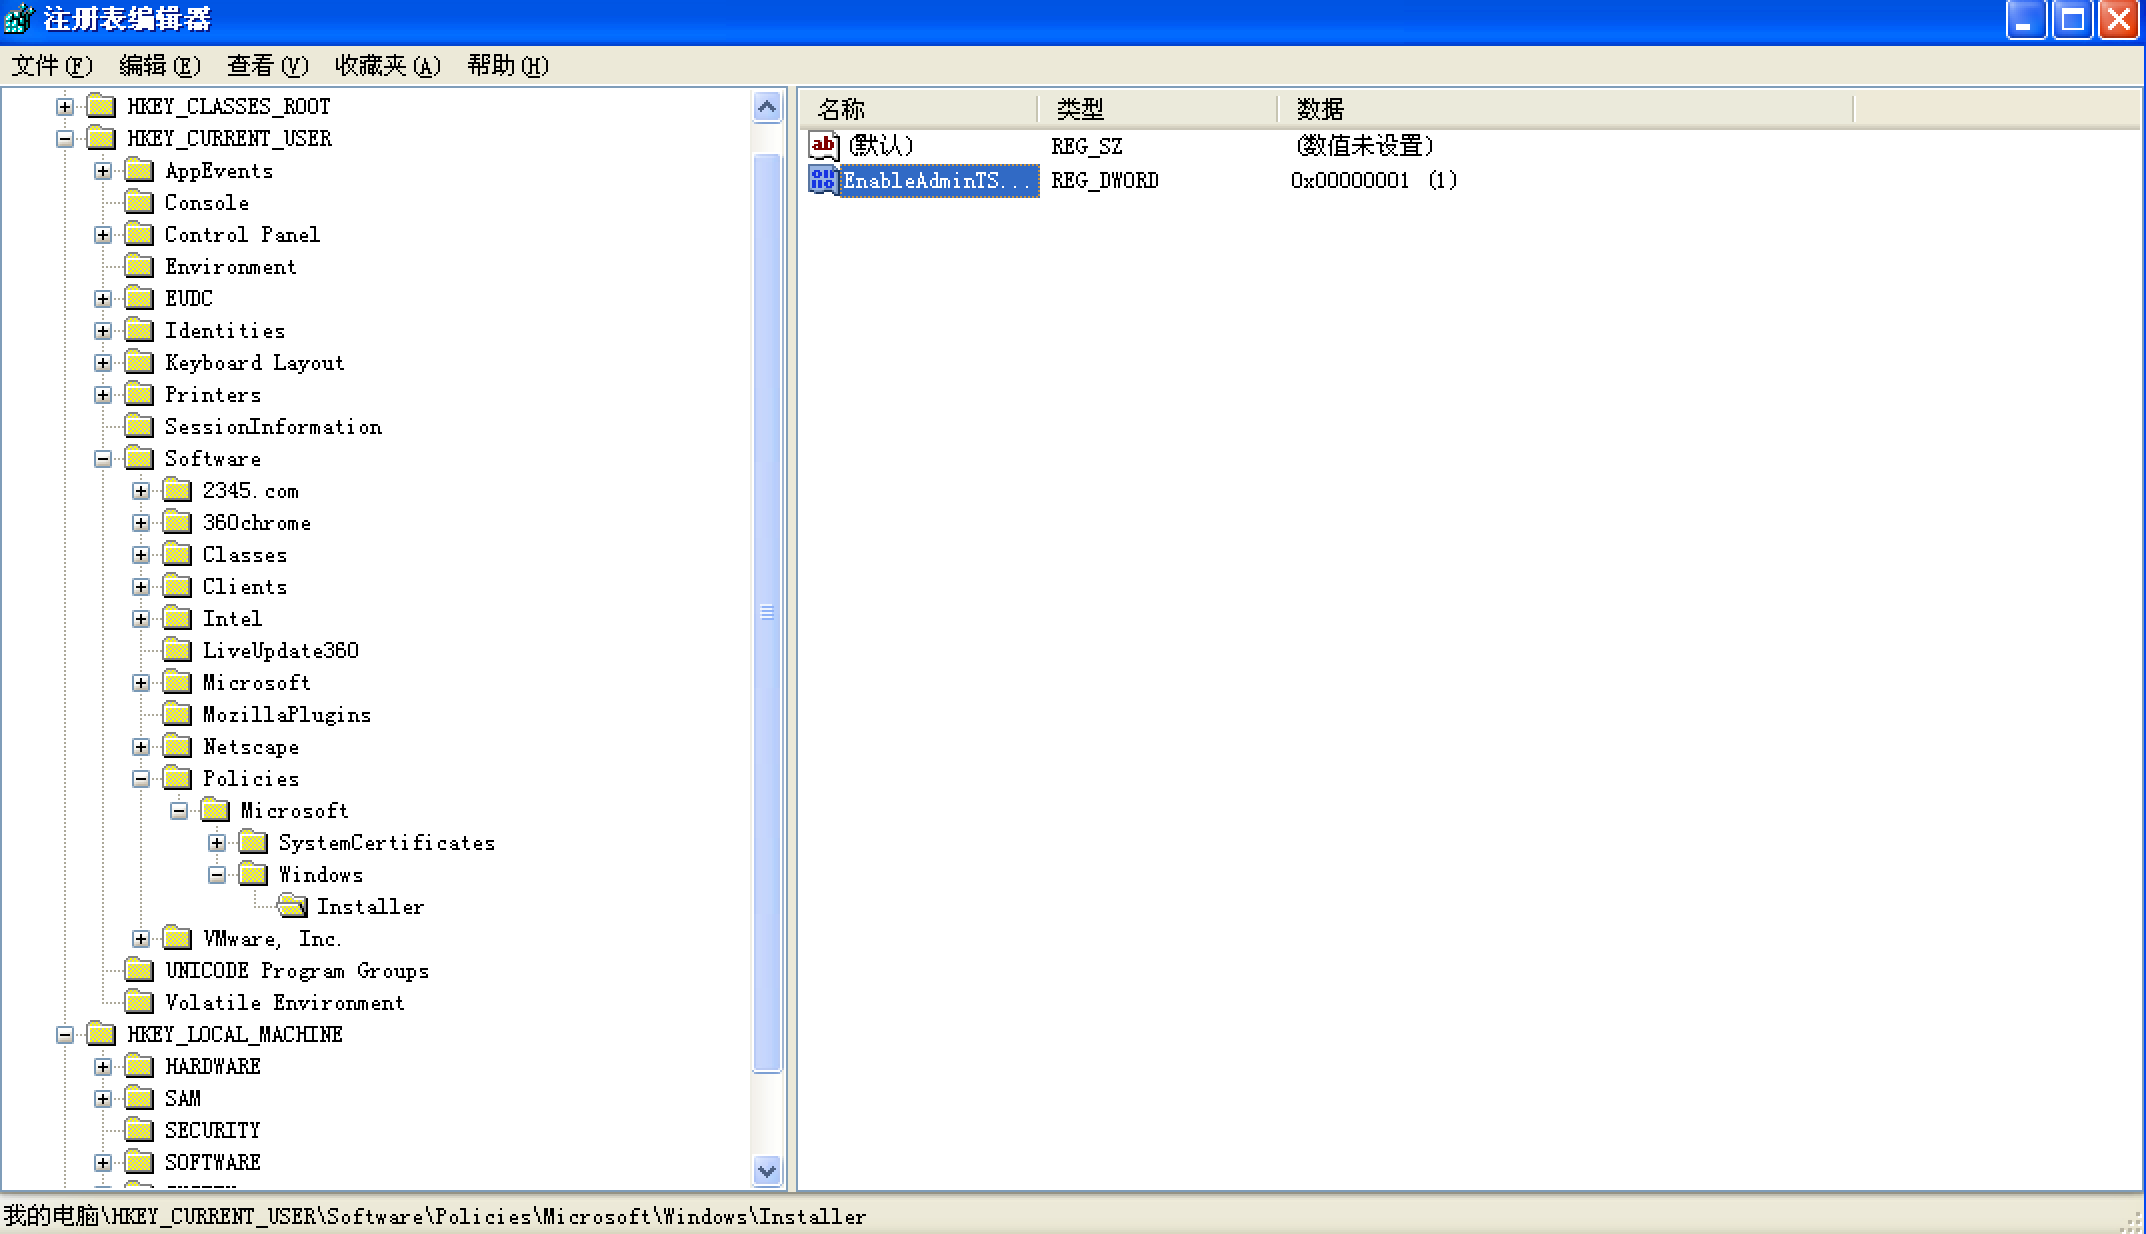 注册表编辑器
文件(F) 编辑(E) 查看(V) 收藏夹(A) 帮助(H)
HKEY_CLASSES_ROOT
HKEY_CURRENT_USER
AppEvents
Console
Control Panel
Environment
EUDC
Identities
Keyboard Layout
Printers
SessionInformation
Software
2345.com
360chrome
Classes
Clients
Intel
LiveUpdate360
Microsoft
MozillaPlugins
Netscape
Policies
Microsoft
SystemCertificates
Windows
Installer
VMware, Inc.
UNICODE Program Groups
Volatile Environment
HKEY_LOCAL_MACHINE
HARDWARE
SAM
SECURITY
SOFTWARE
名称 类型 数据
ab (默认) REG_SZ (数值未设置)
EnableAdminTS... REG_DWORD 0x00000001 (1)
我的电脑\HKEY_CURRENT_USER\Software\Policies\Microsoft\Windows\Installer